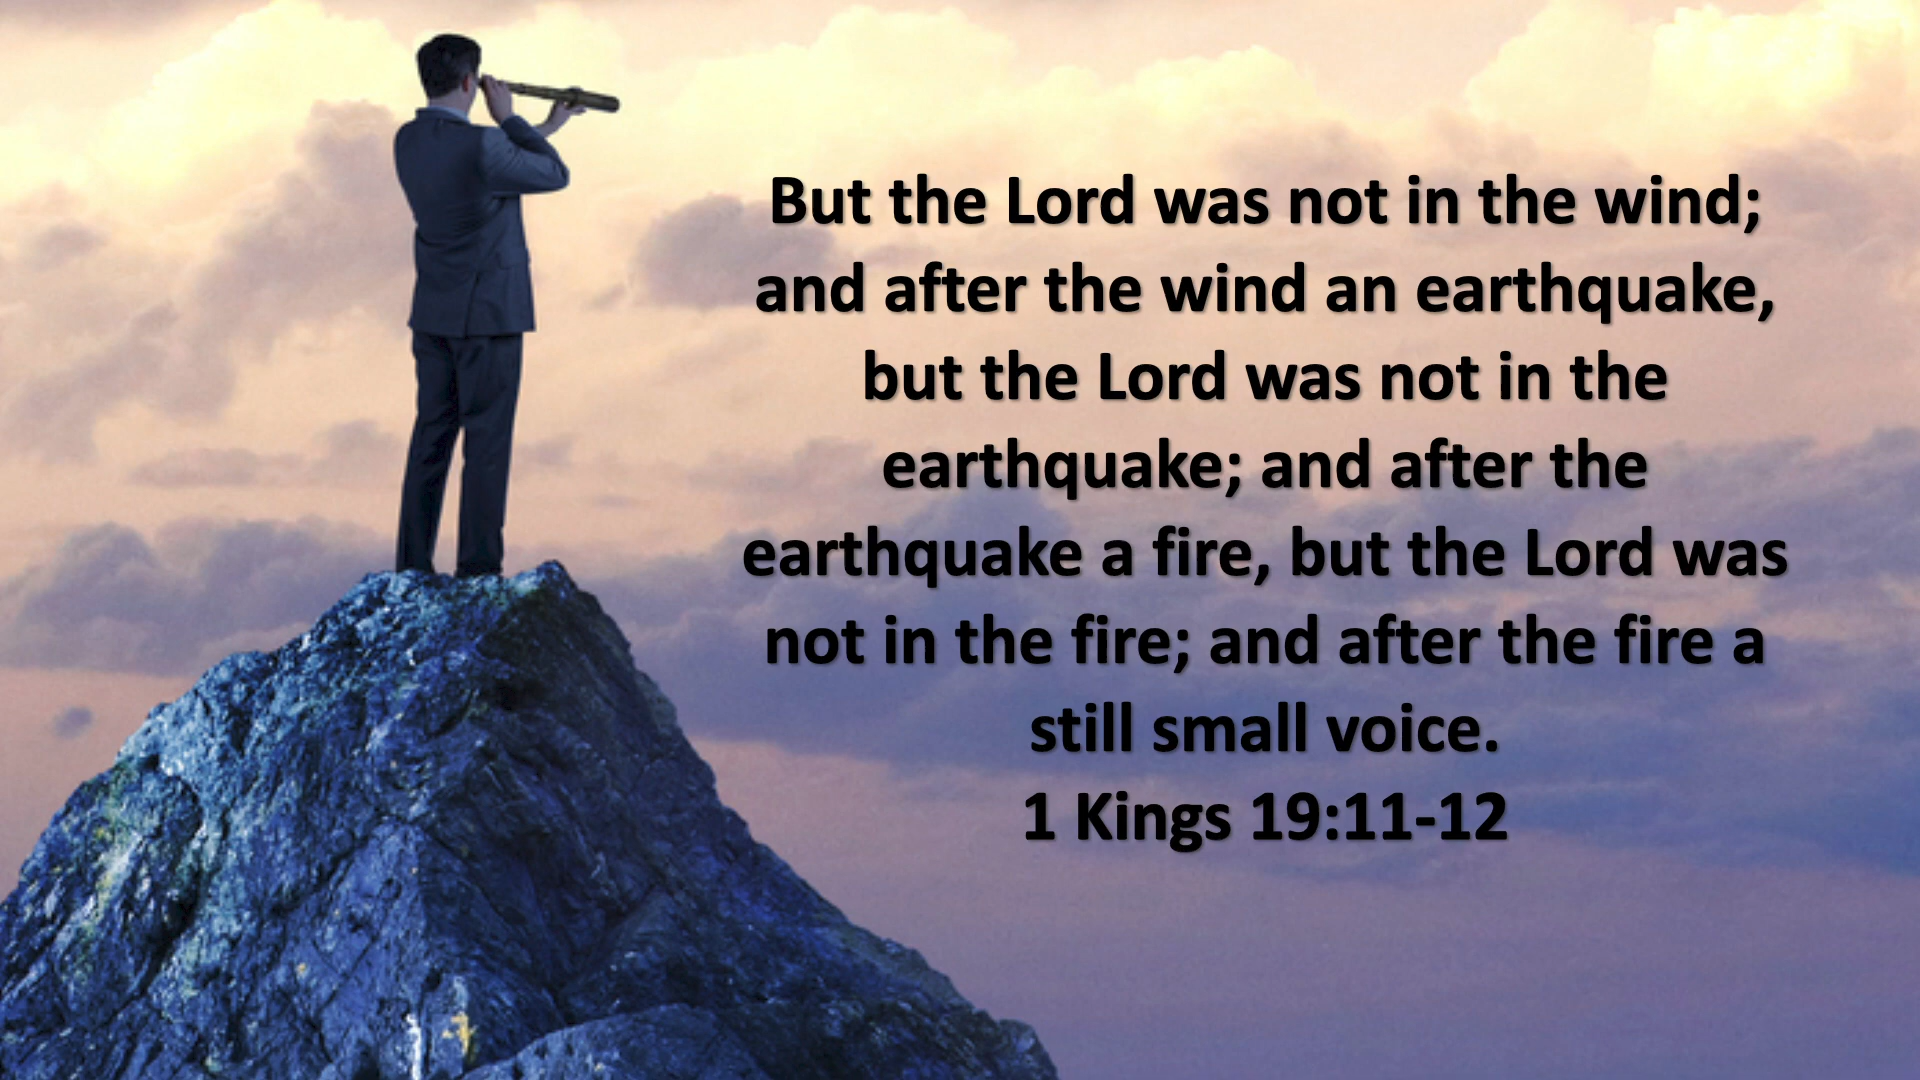 But the Lord was not in the wind;
and after the wind an earthquake,
but the Lord was not in the
earthquake; and after the
earthquake a fire, but the Lord was
not in the fire; and after the fire a
still small voice.
1 Kings 19:11-12